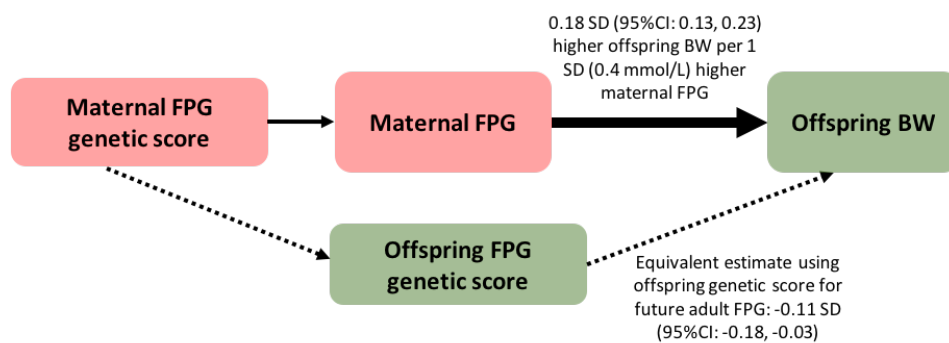 0.18 SD (95%CI: 0.13, 0.23)
higher offspring BW per 1
SD (0.4 mmol/L) higher
maternal FPG
Maternal FPG
genetic score
Maternal FPG
Offspring BW
Offspring FPG
genetic score
Equivalent estimate using
offspring genetic score for
future adult FPG: -0.11 SD
(95%CI: -0.18, -0.03)